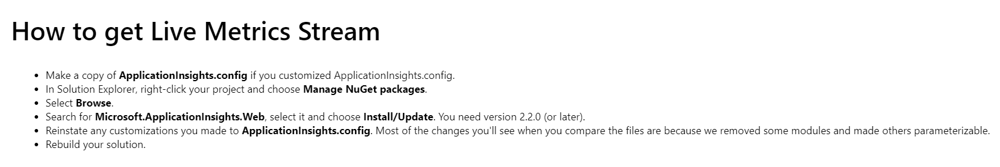 How to get Live Metrics Stream
• Make a copy of ApplicationInsights.config if you customized ApplicationInsights.config.
• In Solution Explorer, right-click your project and choose Manage NuGet packages.
• Select Browse.
• Search for Microsoft.ApplicationInsights.Web, select it and choose Install/Update. You need version 2.2.0 (or later).
• Reinstate any customizations you made to ApplicationInsights.config. Most of the changes you'll see when you compare the files are because we removed some modules and made others parameterizable.
• Rebuild your solution.